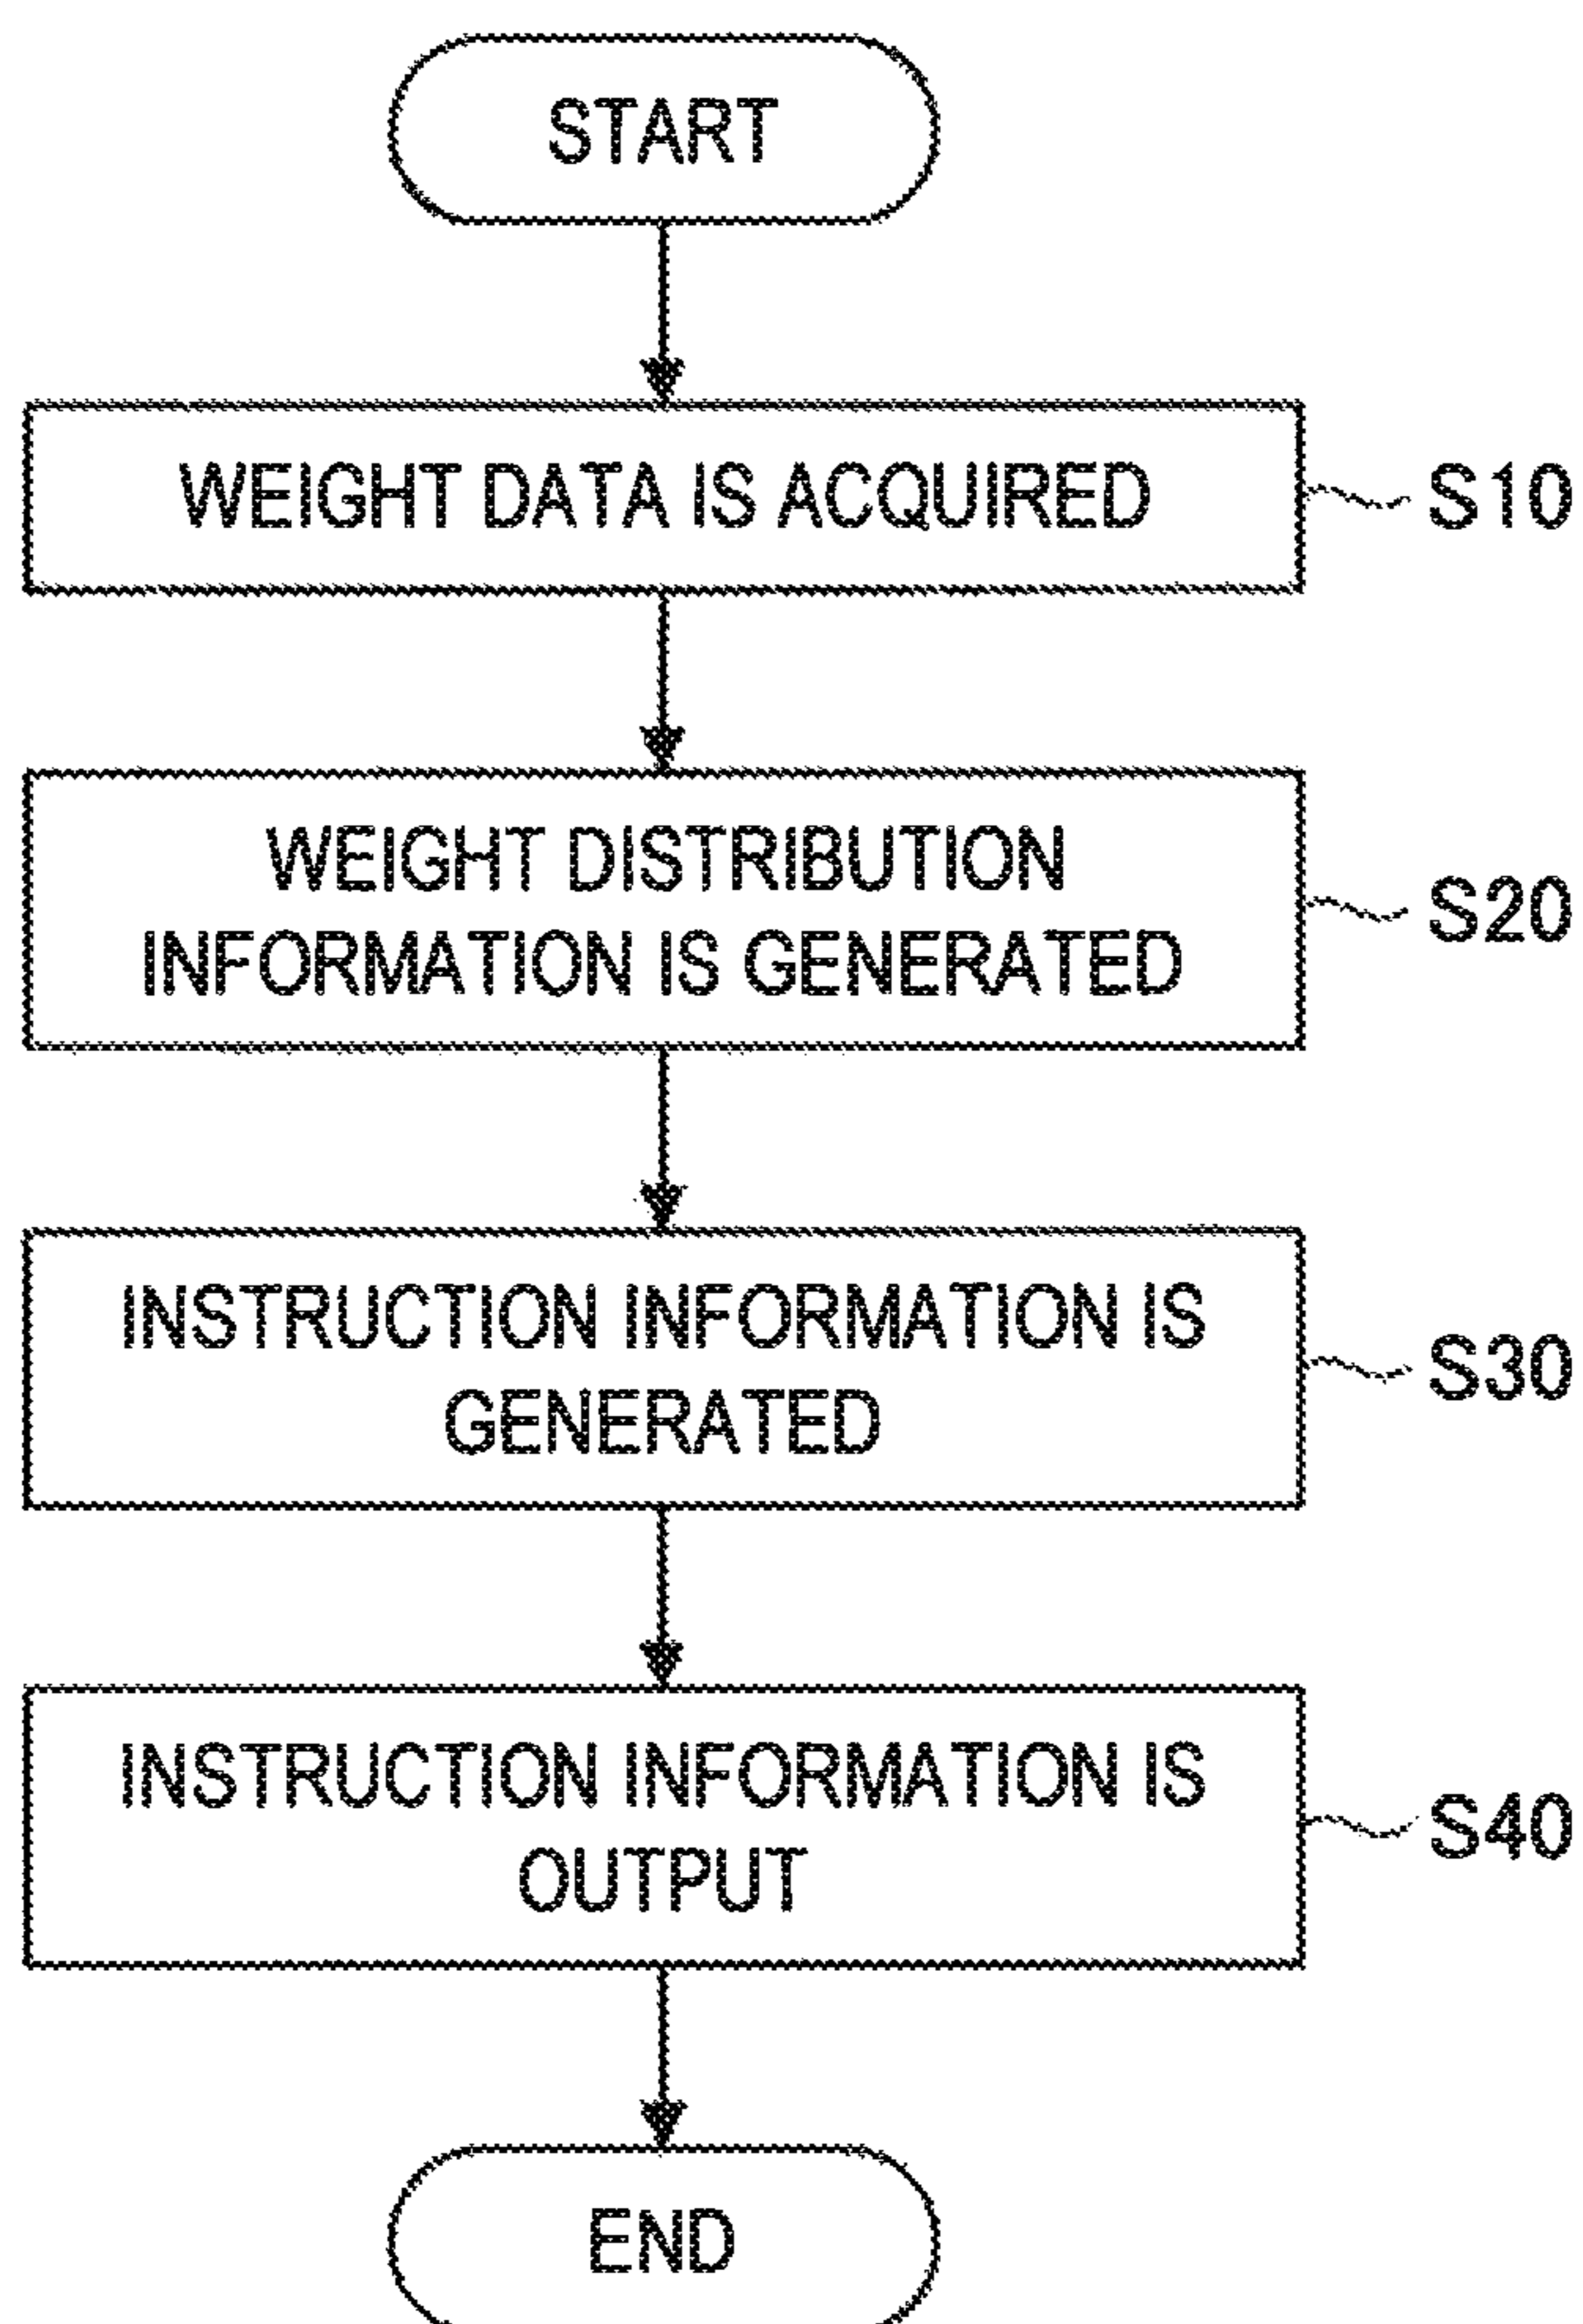 START
WEIGHT DATA IS ACQUIRED
S10
WEIGHT DISTRIBUTION
INFORMATION IS GENERATED
S20
INSTRUCTION INFORMATION IS
GENERATED
S30
INSTRUCTION INFORMATION IS
OUTPUT
S40
END